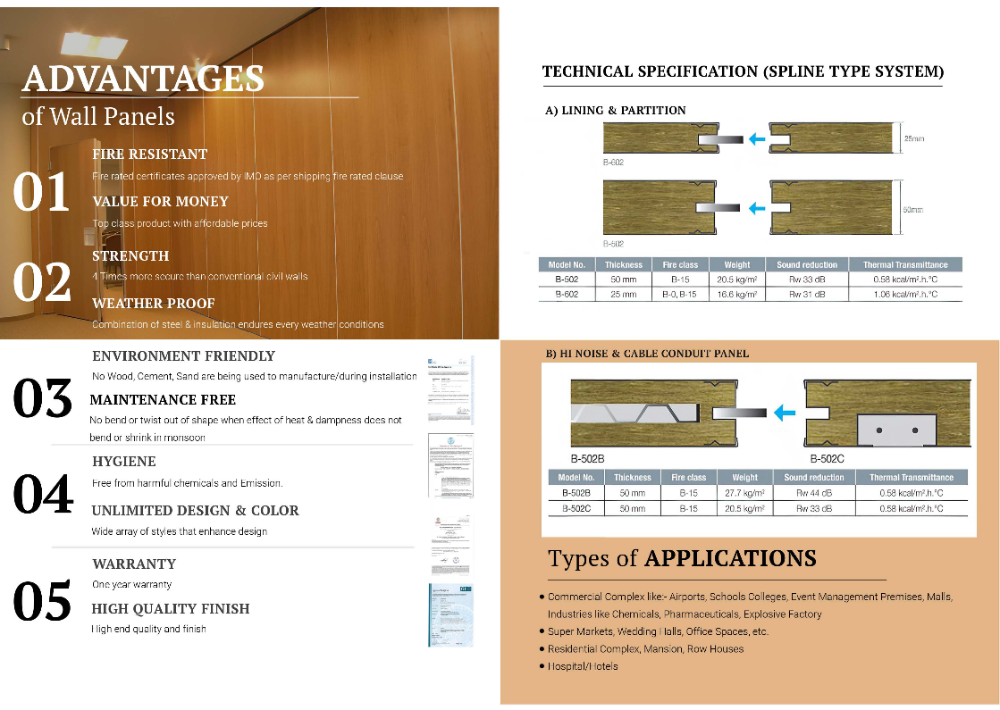 ADVANTAGES
of Wall Panels
01
FIRE RESISTANT
Fire rated certificates approved by IMO as per shipping fire rated clause
VALUE FOR MONEY
Top class product with affordable prices
02
STRENGTH
4 Times more secure than conventional civil walls
WEATHER PROOF
Combination of steel & insulation endures every weather conditions
03
ENVIRONMENT FRIENDLY
No Wood, Cement, Sand are being used to manufacture/during installation
MAINTENANCE FREE
No bend or twist out of shape when effect of heat & dampness does not
bend or shrink in monsoon
04
HYGIENE
Free from harmful chemicals and Emission.
UNLIMITED DESIGN & COLOR
Wide array of styles that enhance design
05
WARRANTY
One year warranty
HIGH QUALITY FINISH
High end quality and finish
TECHNICAL SPECIFICATION (SPLINE TYPE SYSTEM)
A) LINING & PARTITION
25mm
B-602
50mm
B-502
Model No. Thickness Fire class Weight Sound reduction Thermal Transmittance
B-502 50 mm B-15 20.5 kg/m² Rw 33 dB 0.58 kcal/m².h.°C
B-602 25 mm B-0, B-15 16.6 kg/m² Rw 31 dB 1.06 kcal/m².h.°C
B) HI NOISE & CABLE CONDUIT PANEL
B-502B B-502C
Model No. Thickness Fire class Weight Sound reduction Thermal Transmittance
B-502B 50 mm B-15 27.7 kg/m² Rw 44 dB 0.58 kcal/m².h.°C
B-502C 50 mm B-15 20.5 kg/m² Rw 33 dB 0.58 kcal/m².h.°C
Types of APPLICATIONS
● Commercial Complex like:- Airports, Schools Colleges, Event Management Premises, Malls,
Industries like Chemicals, Pharmaceuticals, Explosive Factory
● Super Markets, Wedding Halls, Office Spaces, etc.
● Residential Complex, Mansion, Row Houses
● Hospital/Hotels